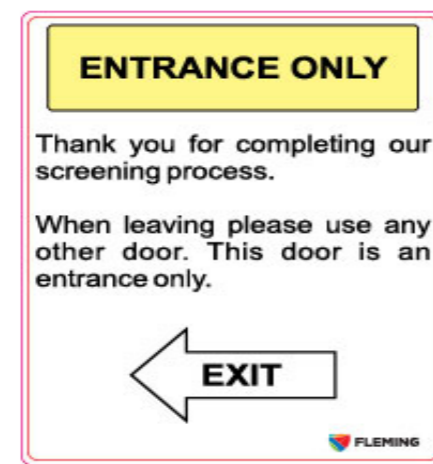 ENTRANCE ONLY
Thank you for completing our
screening process.
When leaving please use any
other door. This door is an
entrance only.
EXIT
FLEMING